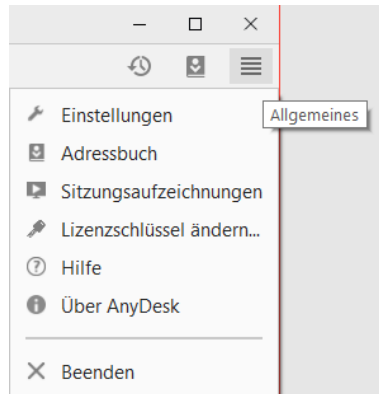 Einstellungen
Allgemeines
Adressbuch
Sitzungsaufzeichnungen
Lizenzschlüssel ändern...
Hilfe
Über AnyDesk
Beenden